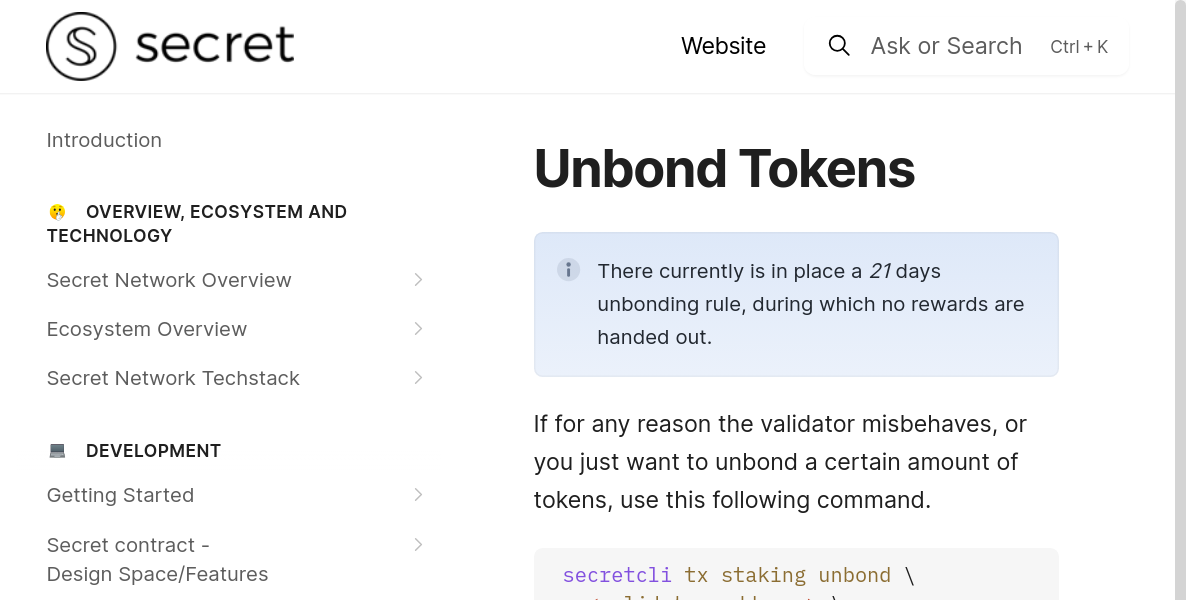 secret
Website
Ask or Search Ctrl + K
Introduction
OVERVIEW, ECOSYSTEM AND
TECHNOLOGY
Secret Network Overview
Ecosystem Overview
Secret Network Techstack
DEVELOPMENT
Getting Started
Secret contract -
Design Space/Features
Unbond Tokens
There currently is in place a 21 days
unbonding rule, during which no rewards are
handed out.
If for any reason the validator misbehaves, or
you just want to unbond a certain amount of
tokens, use this following command.
secretcli tx staking unbond \